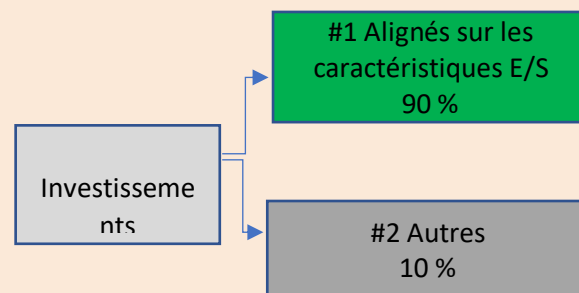 #1 Alignés sur les
caractéristiques E/S
90 %
Investisseme
nts
#2 Autres
10 %